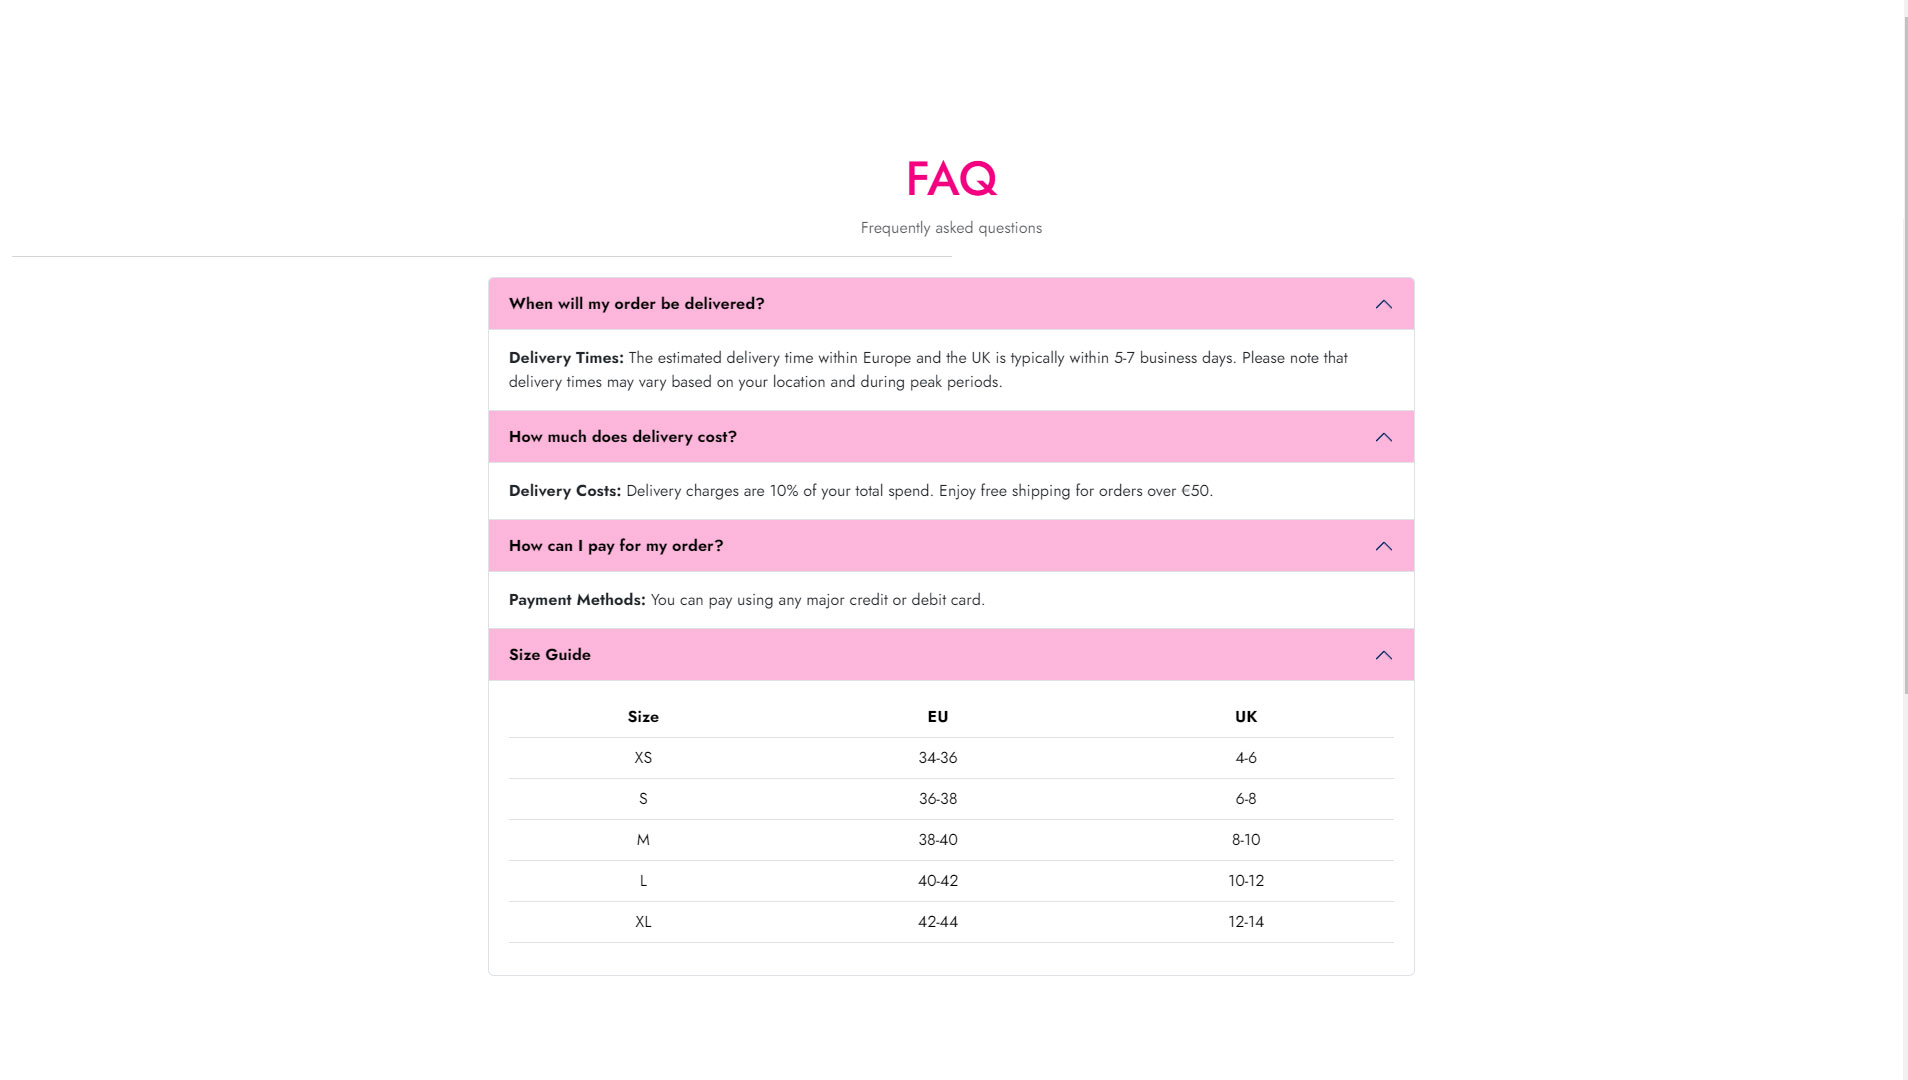 FAQ
Frequently asked questions
When will my order be delivered?
Delivery Times: The estimated delivery time within Europe and the UK is typically within 5-7 business days. Please note that
delivery times may vary based on your location and during peak periods.
How much does delivery cost?
Delivery Costs: Delivery charges are 10% of your total spend. Enjoy free shipping for orders over €50.
How can I pay for my order?
Payment Methods: You can pay using any major credit or debit card.
Size Guide
Size EU UK
XS 34-36 4-6
S 36-38 6-8
M 38-40 8-10
L 40-42 10-12
XL 42-44 12-14